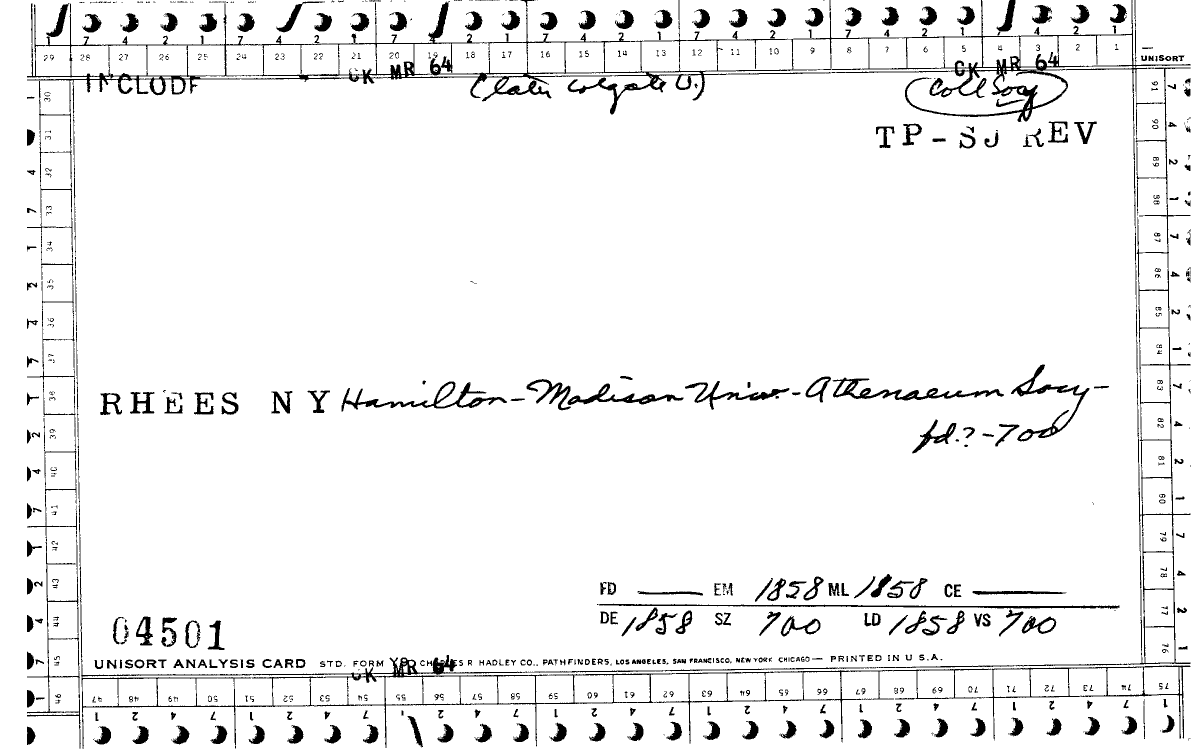 7 4 2 1 7 4 2 1 7 4 2 1 7 4 2 1 7 4 2 1 7 4 2 1 7 4 2 1
29 28 27 26 25 24 23 22 21 20 19 18 17 16 15 14 13 12 11 10 9 8 7 6 5 4 3 2 1
UNISORT
CK MR 64 CK MR 64
INCLUDE (later Colgate U.) Coll Socy
TP-SJ REV
RHEES N Y Hamilton-Madison Univ.-Athenaeum Socy-
fd.?-700
FD EM 1858 ML 1858 CE
DE 1858 SZ 700 LD 1858 VS 700
04501
UNISORT ANALYSIS CARD STD. FORM CHARLES R HADLEY CO., PATHFINDERS, LOS ANGELES, SAN FRANCISCO, NEW YORK CHICAGO — PRINTED IN U S.A.
CK MR 64
47 48 49 50 51 52 53 54 55 56 57 58 59 60 61 62 63 64 65 66 67 68 69 70 71 72 73 74 75
30 31 32 33 34 35 36 37 38 39 40 41 42 43 44 45 46
91 90 89 88 87 86 85 84 83 82 81 80 79 78 77 76